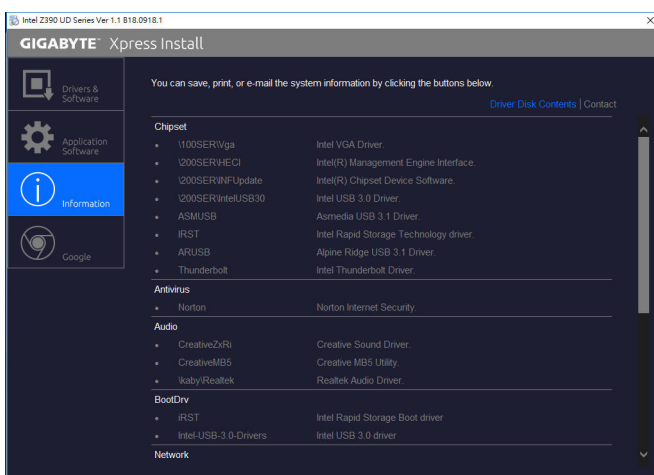 Intel Z390 UD Series Ver 1.1 B18.0918.1
GIGABYTE™ Xpress Install
Drivers &
Software
Application
Software
Information
Google
You can save, print, or e-mail the system information by clicking the buttons below.
Driver Disk Contents | Contact
Chipset
• \100SER\Vga Intel VGA Driver.
• \200SER\HECI Intel(R) Management Engine Interface.
• \200SER\INFUpdate Intel(R) Chipset Device Software.
• \200SER\IntelUSB30 Intel USB 3.0 Driver.
• ASMUSB Asmedia USB 3.1 Driver.
• IRST Intel Rapid Storage Technology driver.
• ARUSB Alpine Ridge USB 3.1 Driver.
• Thunderbolt Intel Thunderbolt Driver.
Antivirus
• Norton Norton Internet Security.
Audio
• CreativeZxRi Creative Sound Driver.
• CreativeMB5 Creative MB5 Utility.
• \kaby\Realtek Realtek Audio Driver.
BootDrv
• iRST Intel Rapid Storage Boot driver
• Intel-USB-3.0-Drivers Intel USB 3.0 driver
Network